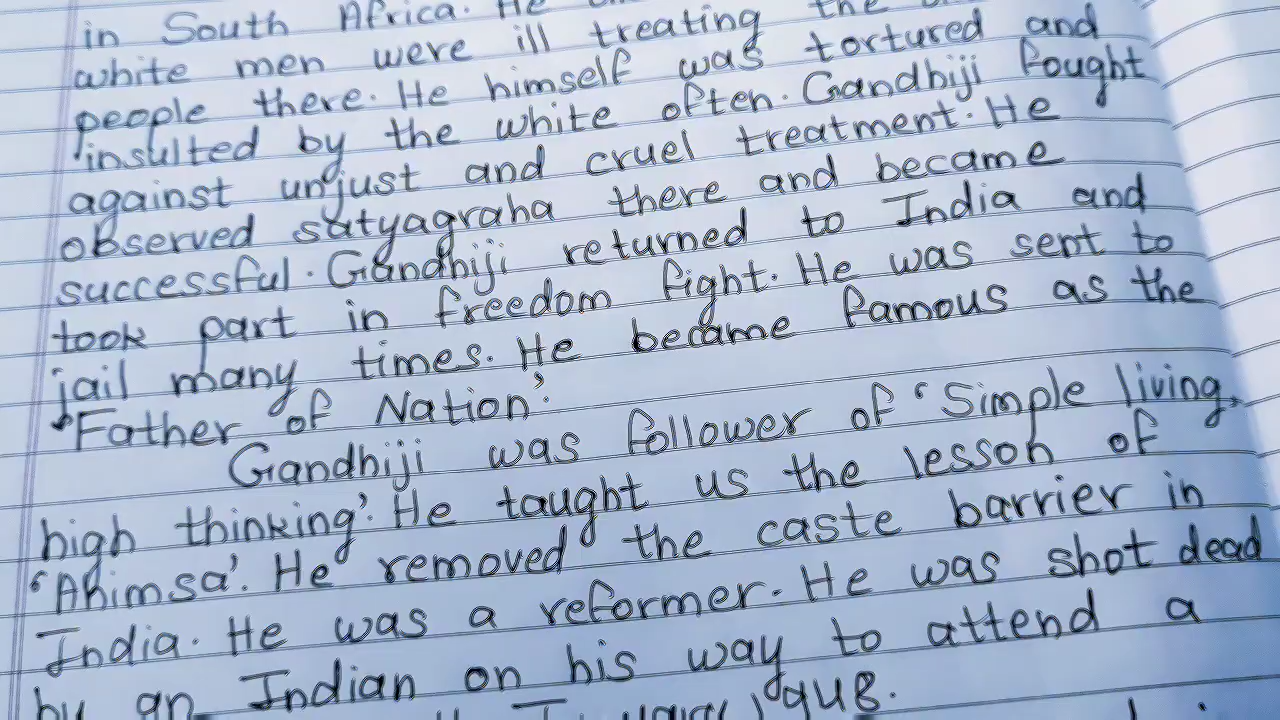 in South Africa. He
white men were ill treating the
people there. He himself was tortured and
insulted by the white often. Gandhiji fought
against unjust and cruel treatment. He
observed satyagraha there and became
successful. Gandhiji returned to India and
took part in freedom fight. He was sent to
jail many times. He became famous as the
'Father of Nation'.
Gandhiji was follower of 'Simple living,
high thinking'. He taught us the lesson of
'Ahimsa'. He removed the caste barrier in
India. He was a reformer. He was shot dead
by an Indian on his way to attend a